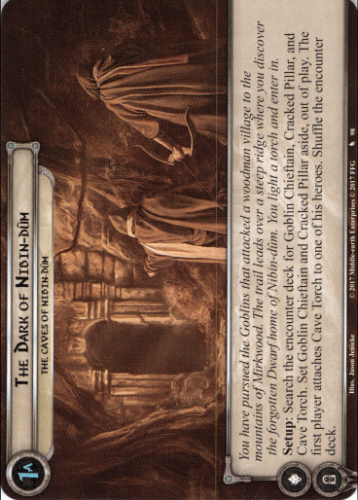 1A
The Dark of Nibin-dûm
The Caves of Nibin-dûm
You have pursued the Goblins that attacked a woodman village to the
mountains of Mirkwood. The trail leads over a steep ridge where you discover
the forgotten Dwarf home of Nibin-dûm. You light a torch and enter in.
Setup: Search the encounter deck for Goblin Chieftain, Cracked Pillar, and
Cave Torch. Set Goblin Chieftain and Cracked Pillar aside, out of play. The
first player attaches Cave Torch to one of his heroes. Shuffle the encounter
deck.
Illus. Jason Jenicke © 2017 Middle-earth Enterprises © 2017 FFG 98